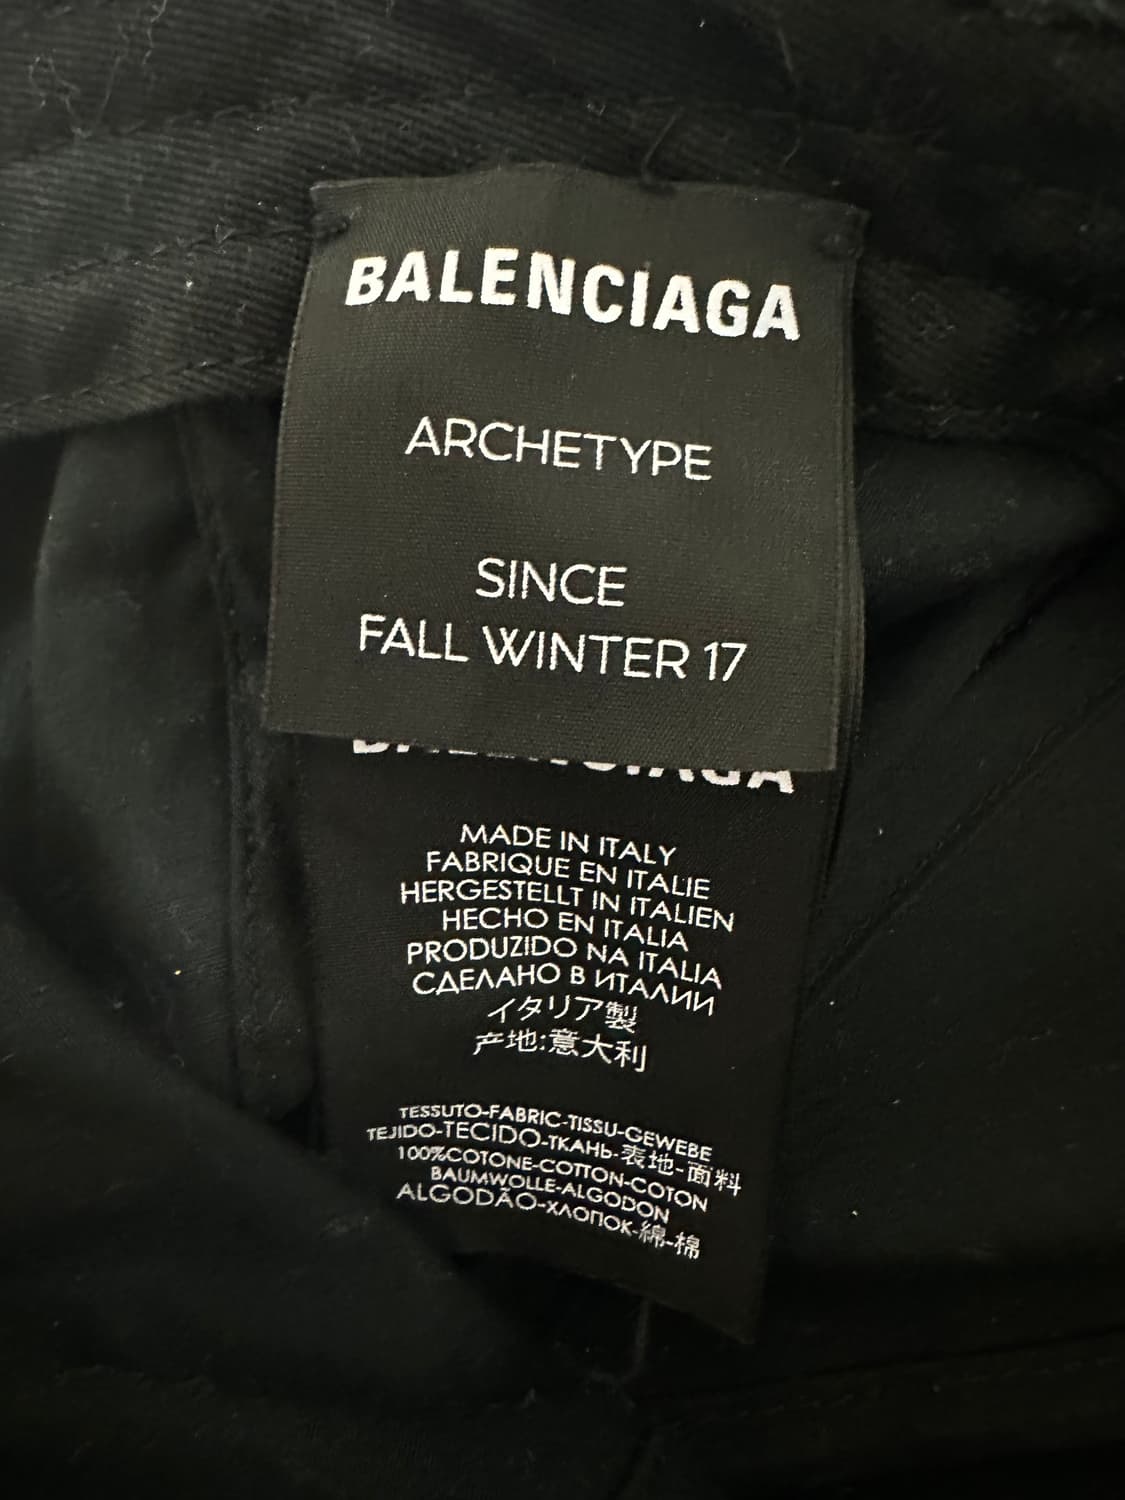 BALENCIAGA
ARCHETYPE
SINCE
FALL WINTER 17
BALENCIAGA
MADE IN ITALY
FABRIQUE EN ITALIE
HERGESTELLT IN ITALIEN
HECHO EN ITALIA
PRODUZIDO NA ITALIA
СДЕЛАНО В ИТАЛИИ
イタリア製
产地:意大利
TESSUTO-FABRIC-TISSU-GEWEBE
TEJIDO-TECIDO-ТКАНЬ-表地-面料
100%COTONE-COTTON-COTON
BAUMWOLLE-ALGODON
ALGODÃO-ХЛОПОК-綿-棉